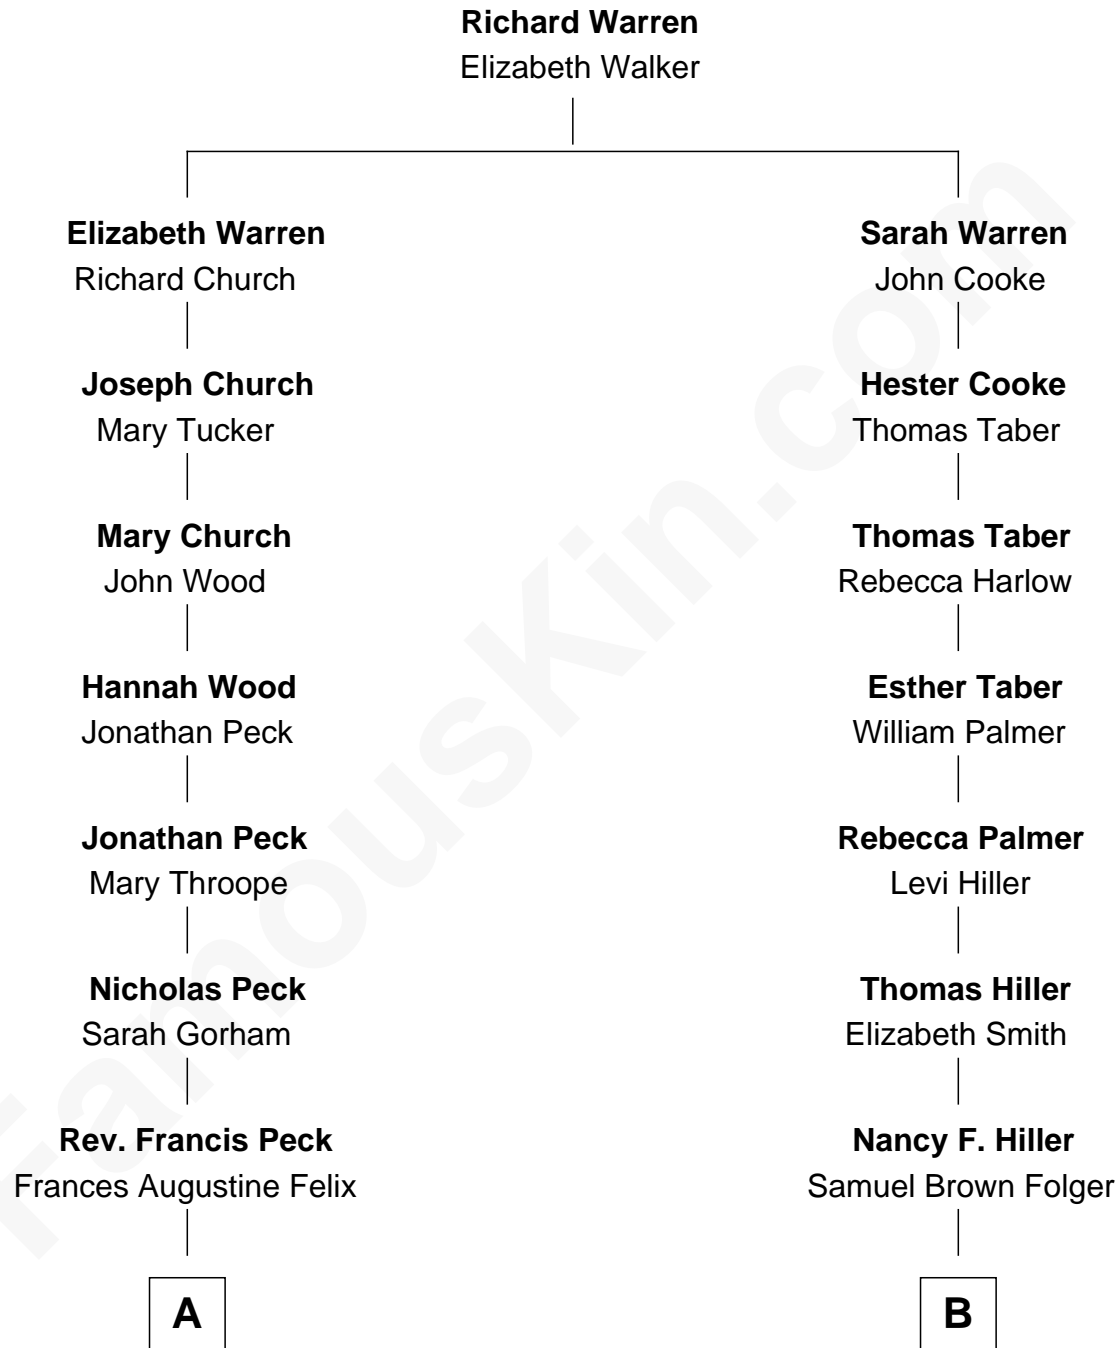 Richard Warren
Elizabeth Walker
Elizabeth Warren
Richard Church
Joseph Church
Mary Tucker
Mary Church
John Wood
Hannah Wood
Jonathan Peck
Jonathan Peck
Mary Throope
Nicholas Peck
Sarah Gorham
Rev. Francis Peck
Frances Augustine Felix
A
Sarah Warren
John Cooke
Hester Cooke
Thomas Taber
Thomas Taber
Rebecca Harlow
Esther Taber
William Palmer
Rebecca Palmer
Levi Hiller
Thomas Hiller
Elizabeth Smith
Nancy F. Hiller
Samuel Brown Folger
B
FamousKin.com